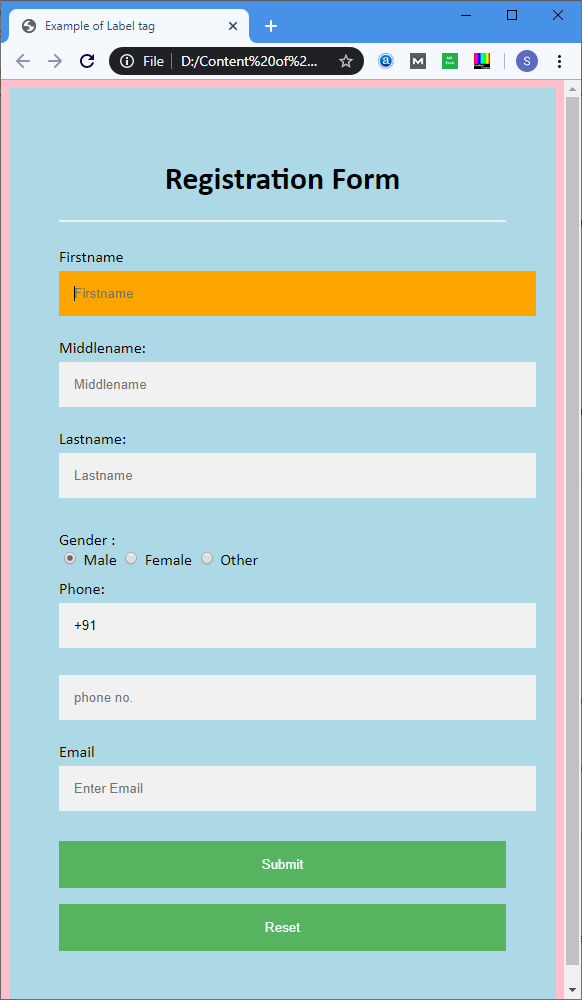 Example of Label tag
File D:/Content%20of%2... S
Registration Form
Firstname
Firstname
Middlename:
Middlename
Lastname:
Lastname
Gender :
Male Female Other
Phone:
+91
phone no.
Email
Enter Email
Submit
Reset